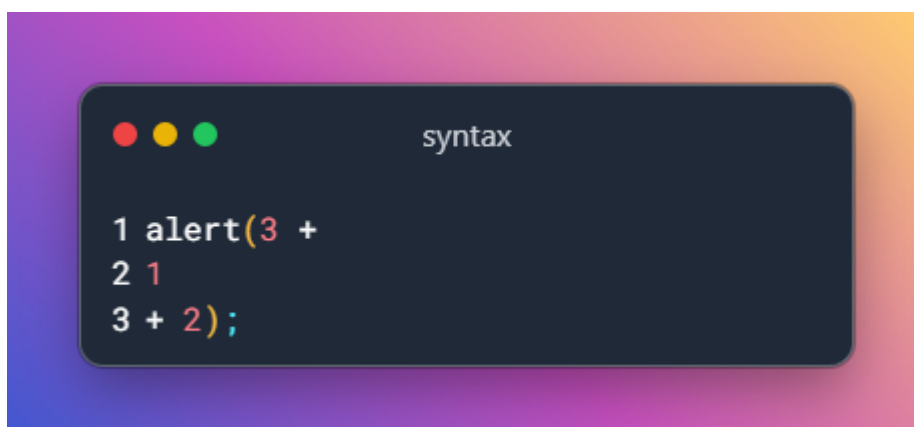 syntax
1 alert(3 +
2 1
3 + 2);